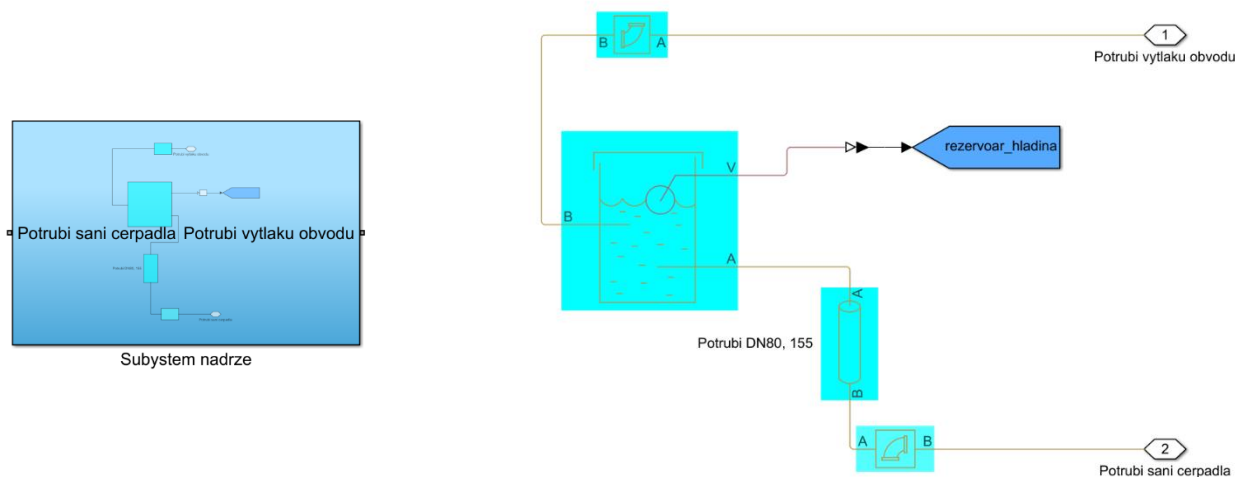 B
A
1
Potrubi vytlaku obvodu
V
rezervoar_hladina
B
A
Potrubi sani cerpadla Potrubi vytlaku obvodu
Subystem nadrze
A
Potrubi DN80, 155
B
A
B
2
Potrubi sani cerpadla